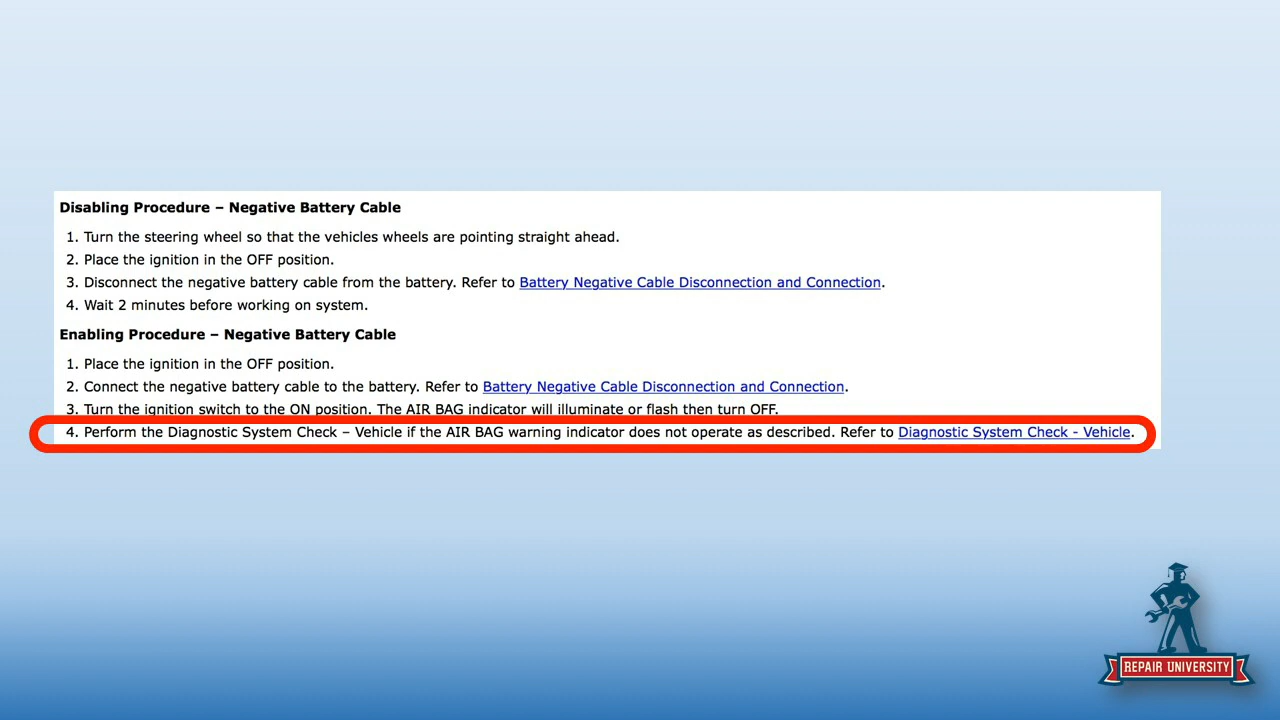 Disabling Procedure – Negative Battery Cable
1. Turn the steering wheel so that the vehicles wheels are pointing straight ahead.
2. Place the ignition in the OFF position.
3. Disconnect the negative battery cable from the battery. Refer to Battery Negative Cable Disconnection and Connection.
4. Wait 2 minutes before working on system.
Enabling Procedure – Negative Battery Cable
1. Place the ignition in the OFF position.
2. Connect the negative battery cable to the battery. Refer to Battery Negative Cable Disconnection and Connection.
3. Turn the ignition switch to the ON position. The AIR BAG indicator will illuminate or flash then turn OFF.
4. Perform the Diagnostic System Check – Vehicle if the AIR BAG warning indicator does not operate as described. Refer to Diagnostic System Check - Vehicle.
REPAIR UNIVERSITY